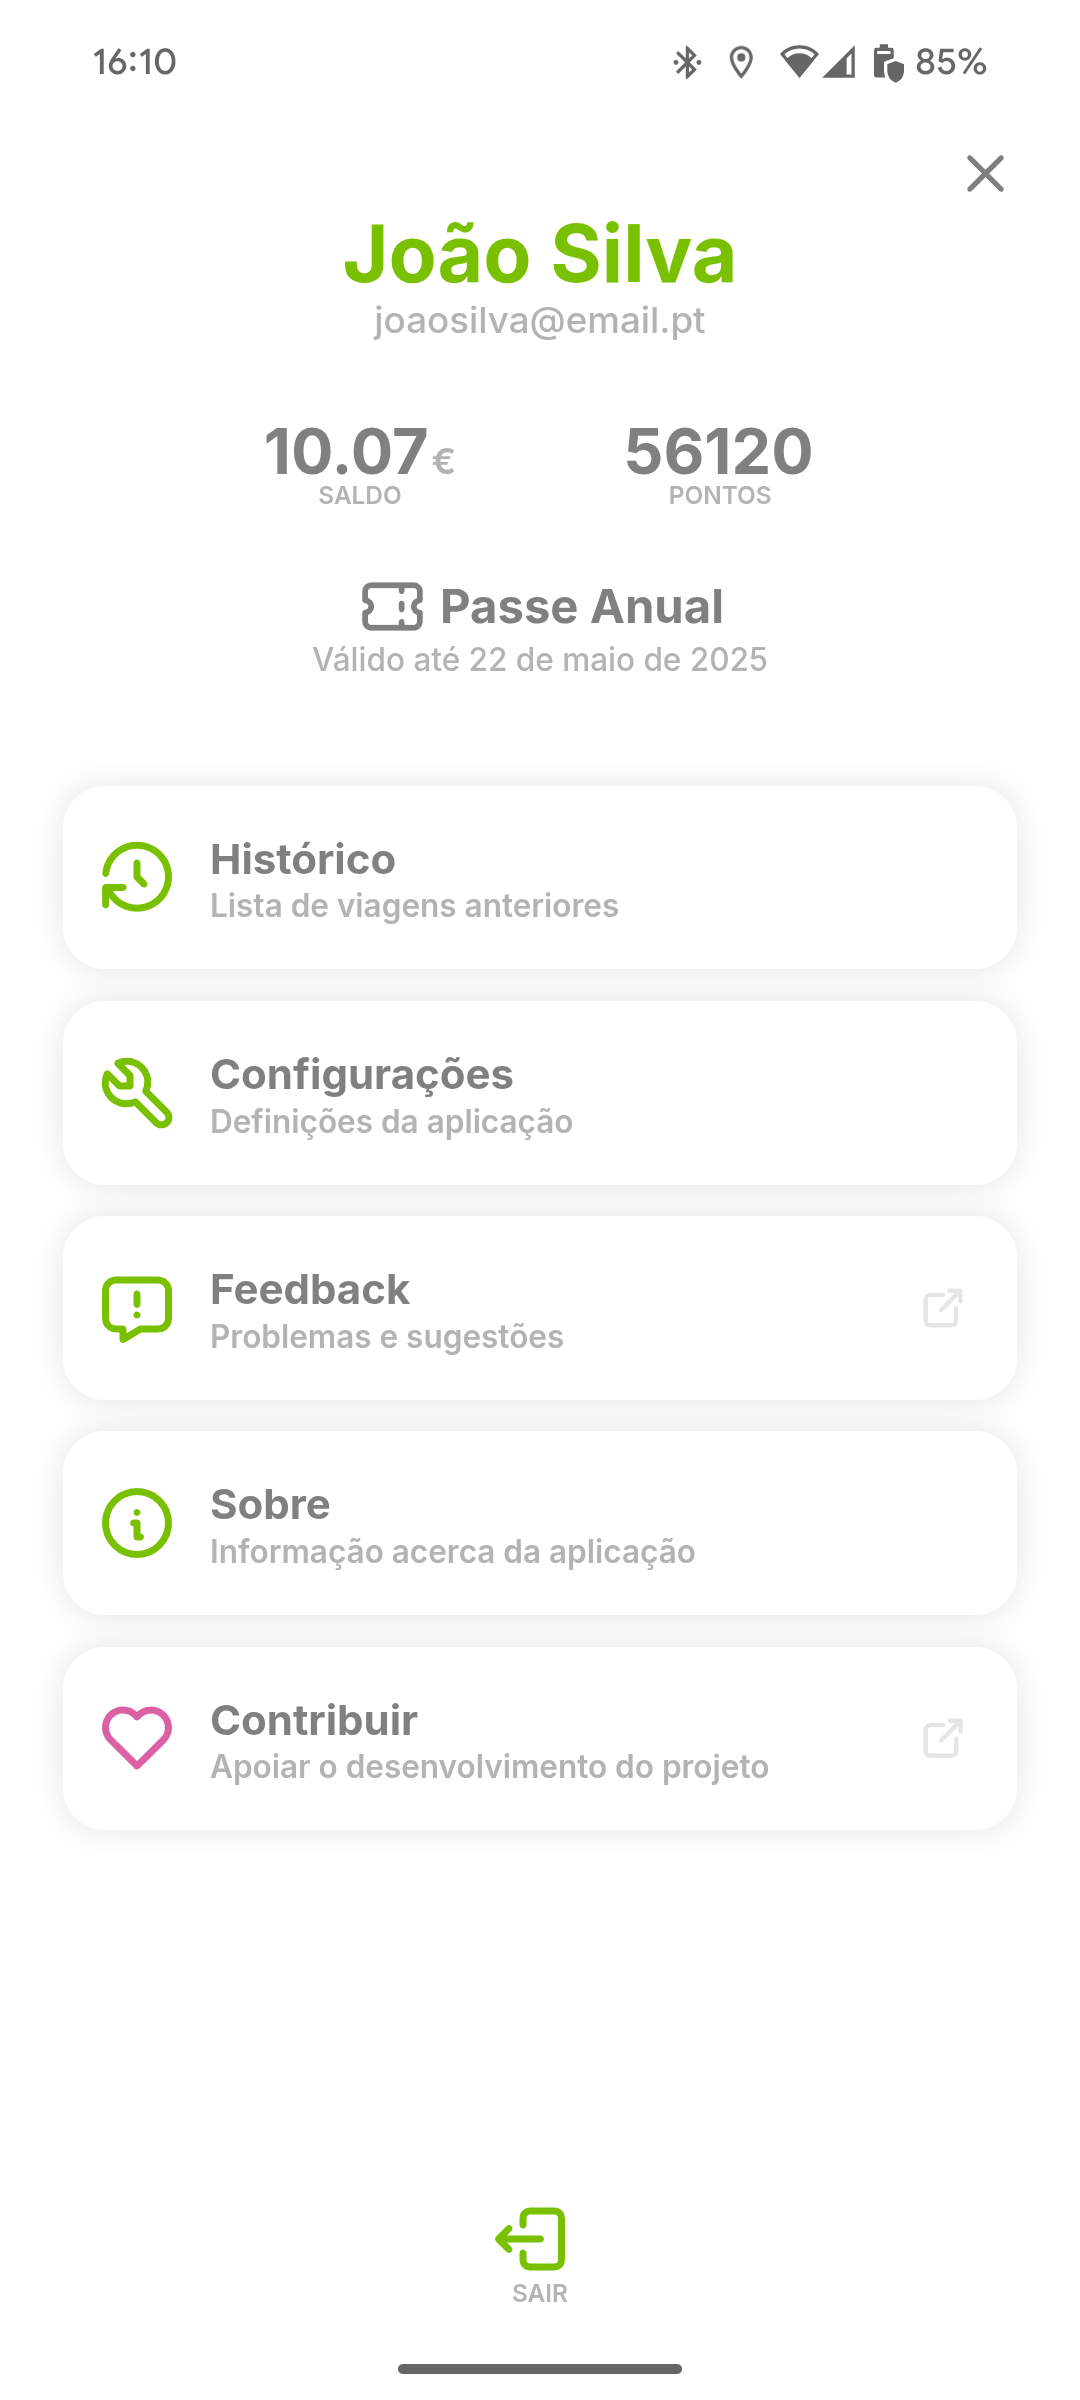 16:10 85%
João Silva
joaosilva@email.pt
10.07 € 56120
SALDO PONTOS
Passe Anual
Válido até 22 de maio de 2025
Histórico
Lista de viagens anteriores
Configurações
Definições da aplicação
Feedback
Problemas e sugestões
Sobre
Informação acerca da aplicação
Contribuir
Apoiar o desenvolvimento do projeto
SAIR